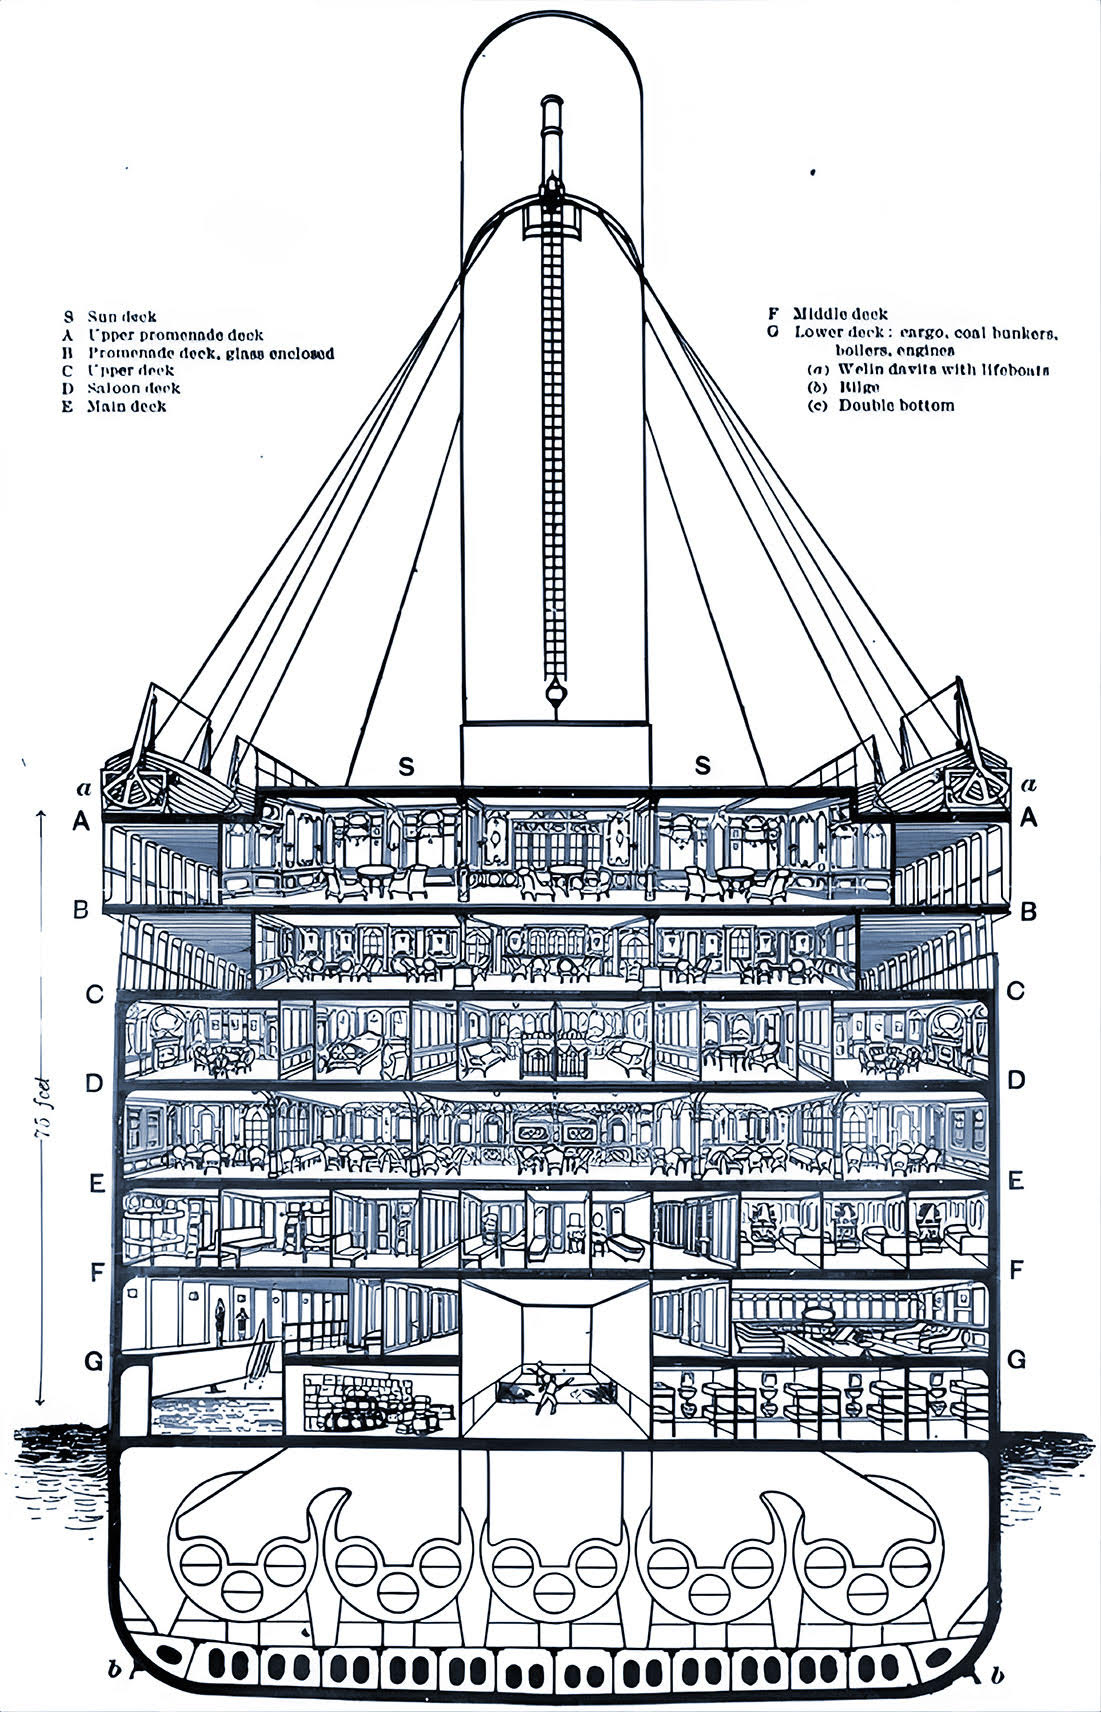 S Sun deck
A Upper promenade deck
B Promenade deck, glass enclosed
C Upper deck
D Saloon deck
E Main deck
F Middle deck
G Lower deck: cargo, coal bunkers,
boilers, engines
(a) Welin davits with lifeboats
(b) Bilge
(c) Double bottom
S S
a a
A A
B B
C C
D D
75 feet
E E
F F
G G
b b